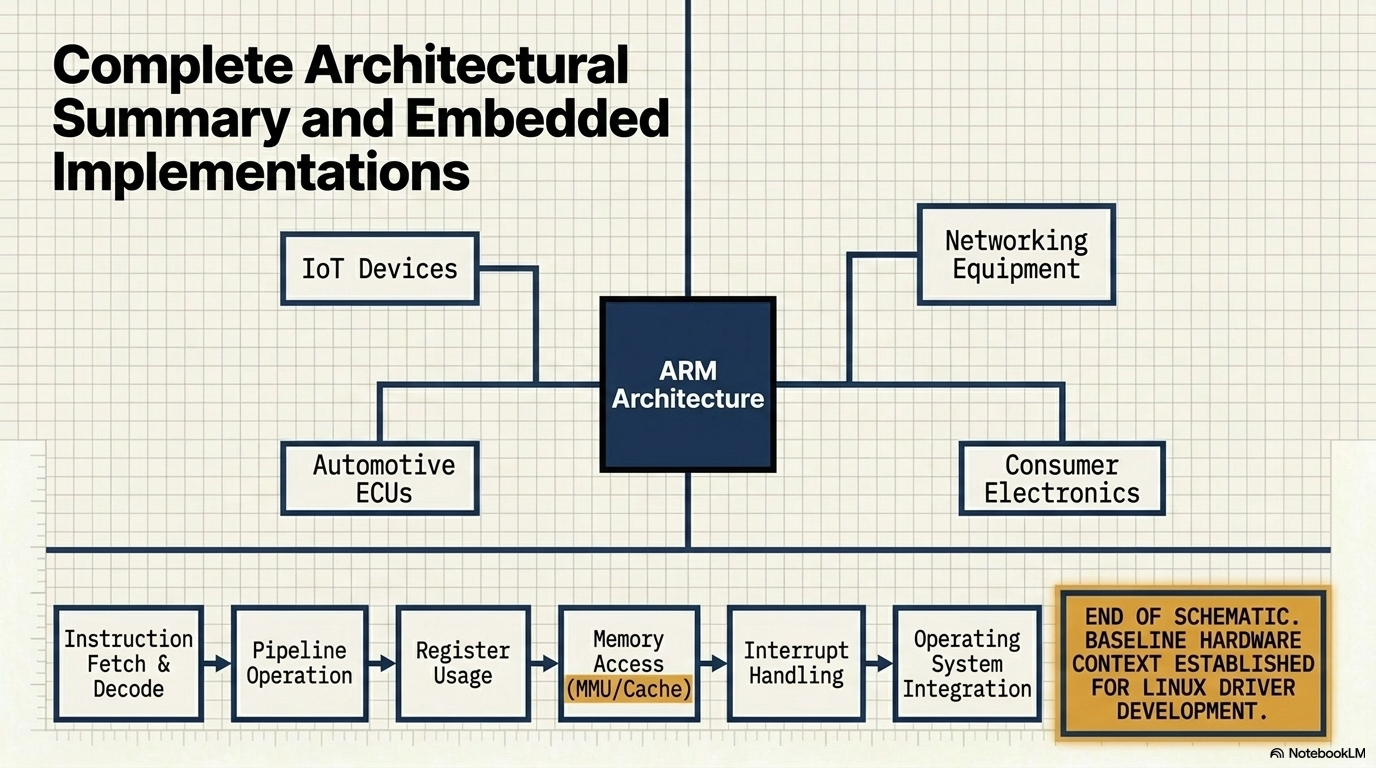 Complete Architectural
Summary and Embedded
Implementations
IoT Devices
Networking
Equipment
ARM
Architecture
Automotive
ECUs
Consumer
Electronics
Instruction
Fetch &
Decode
Pipeline
Operation
Register
Usage
Memory
Access
(MMU/Cache)
Interrupt
Handling
Operating
System
Integration
END OF SCHEMATIC.
BASELINE HARDWARE
CONTEXT ESTABLISHED
FOR LINUX DRIVER
DEVELOPMENT.
NotebookLM